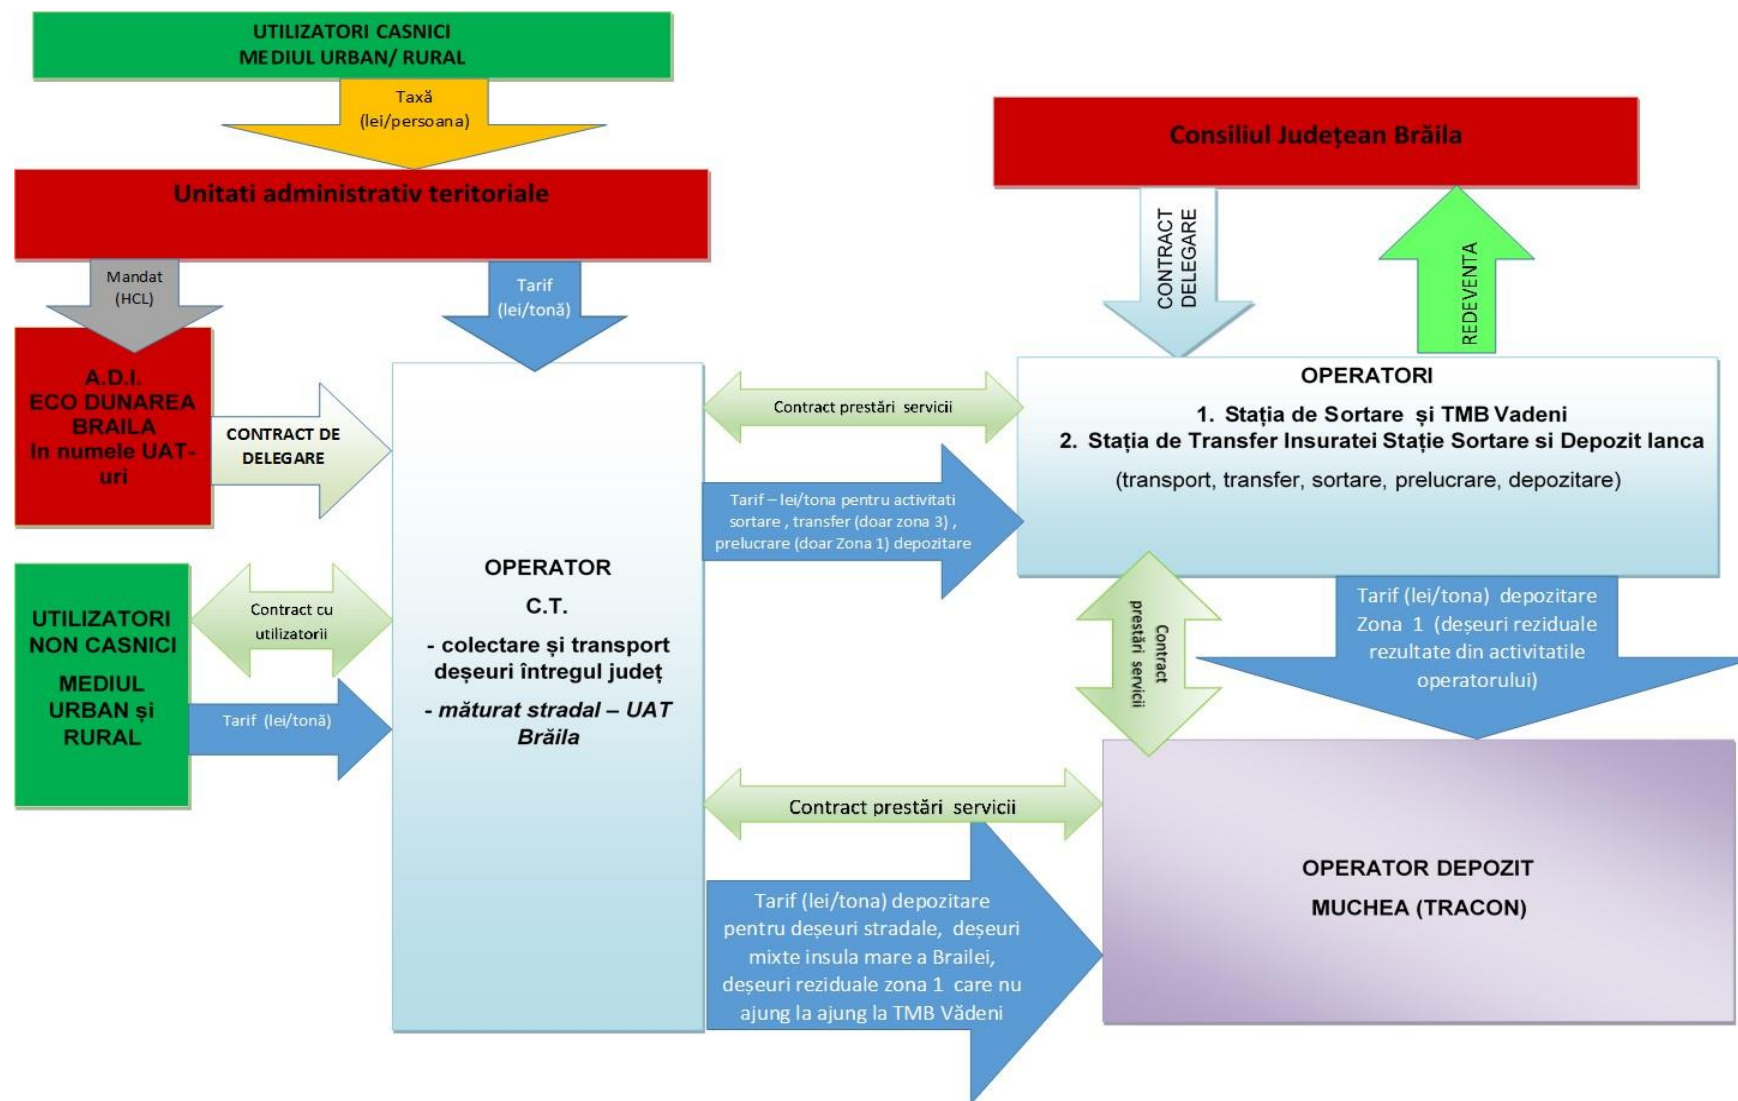 UTILIZATORI CASNICI
MEDIUL URBAN/ RURAL
Taxă
(lei/persoana)
Unitati administrativ teritoriale
Consiliul Județean Brăila
Mandat
(HCL)
Tarif
(lei/tonă)
CONTRACT
DELEGARE
REDEVENTA
A.D.I.
ECO DUNAREA
BRAILA
In numele UAT-
uri
CONTRACT DE
DELEGARE
Contract prestări servicii
OPERATORI
1. Stația de Sortare și TMB Vadeni
2. Stația de Transfer Insuratei Stație Sortare si Depozit Ianca
(transport, transfer, sortare, prelucrare, depozitare)
Tarif – lei/tona pentru activitati
sortare , transfer (doar zona 3) ,
prelucrare (doar Zona 1) depozitare
OPERATOR
C.T.
- colectare și transport
deșeuri întregul județ
- măturat stradal – UAT
Brăila
UTILIZATORI
NON CASNICI
MEDIUL
URBAN și
RURAL
Contract cu
utilizatorii
Tarif (lei/tonă)
Contract
prestări servicii
Tarif (lei/tona) depozitare
Zona 1 (deșeuri reziduale
rezultate din activitatile
operatorului)
Contract prestări servicii
Tarif (lei/tona) depozitare
pentru deșeuri stradale, deșeuri
mixte insula mare a Brailei,
deșeuri reziduale zona 1 care nu
ajung la ajung la TMB Vădeni
OPERATOR DEPOZIT
MUCHEA (TRACON)